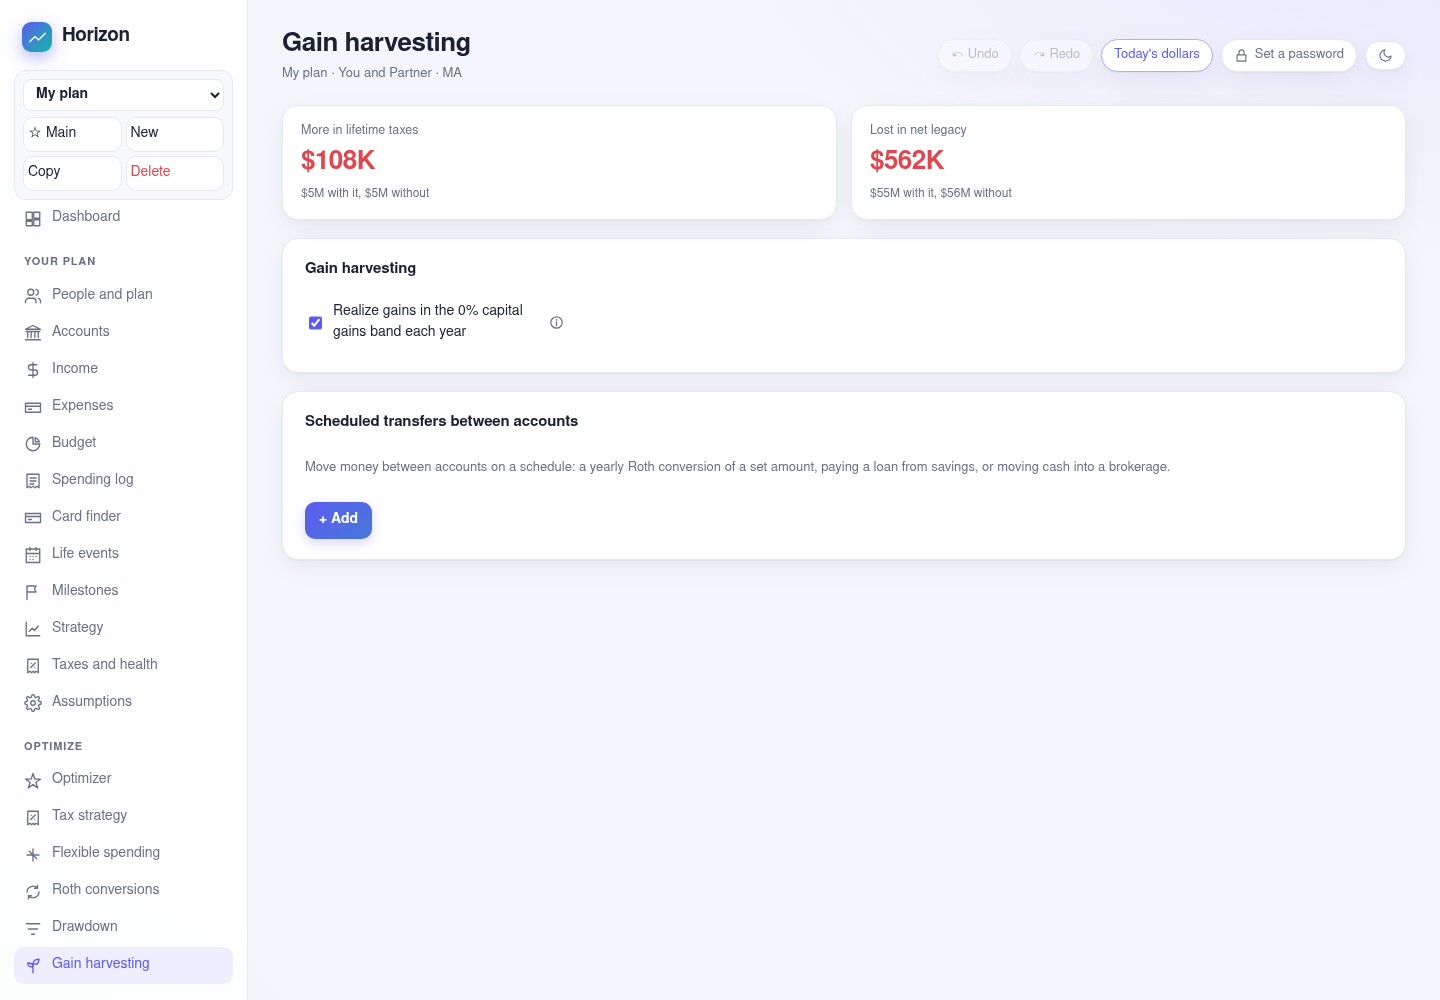 Horizon
My plan
☆ Main
New
Copy
Delete
Dashboard
YOUR PLAN
People and plan
Accounts
Income
Expenses
Budget
Spending log
Card finder
Life events
Milestones
Strategy
Taxes and health
Assumptions
OPTIMIZE
Optimizer
Tax strategy
Flexible spending
Roth conversions
Drawdown
Gain harvesting
Gain harvesting
My plan · You and Partner · MA
Undo
Redo
Today's dollars
Set a password
More in lifetime taxes
$108K
$5M with it, $5M without
Lost in net legacy
$562K
$55M with it, $56M without
Gain harvesting
Realize gains in the 0% capital
gains band each year
Scheduled transfers between accounts
Move money between accounts on a schedule: a yearly Roth conversion of a set amount, paying a loan from savings, or moving cash into a brokerage.
+ Add